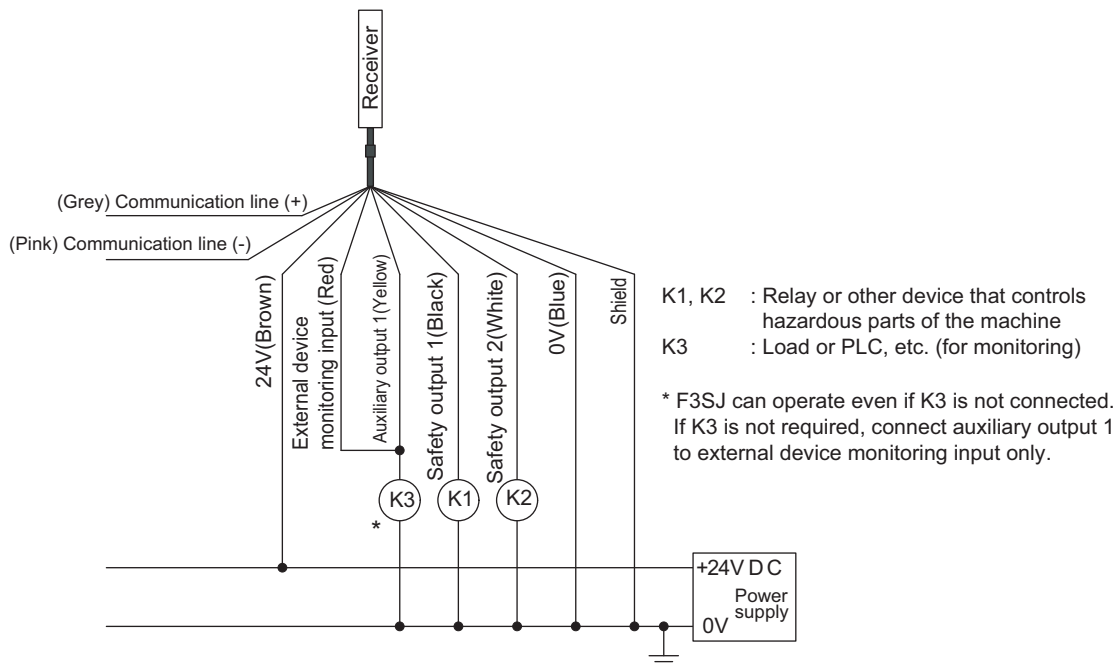 Receiver
(Grey) Communication line (+)
(Pink) Communication line (-)
24V(Brown)
External device
monitoring input (Red)
Auxiliary output 1(Yellow)
Safety output 1(Black)
Safety output 2(White)
0V(Blue)
Shield
K1, K2 : Relay or other device that controls
hazardous parts of the machine
K3 : Load or PLC, etc. (for monitoring)
* F3SJ can operate even if K3 is not connected.
If K3 is not required, connect auxiliary output 1
to external device monitoring input only.
K3
K1
K2
*
+24V D C
Power
supply
0V